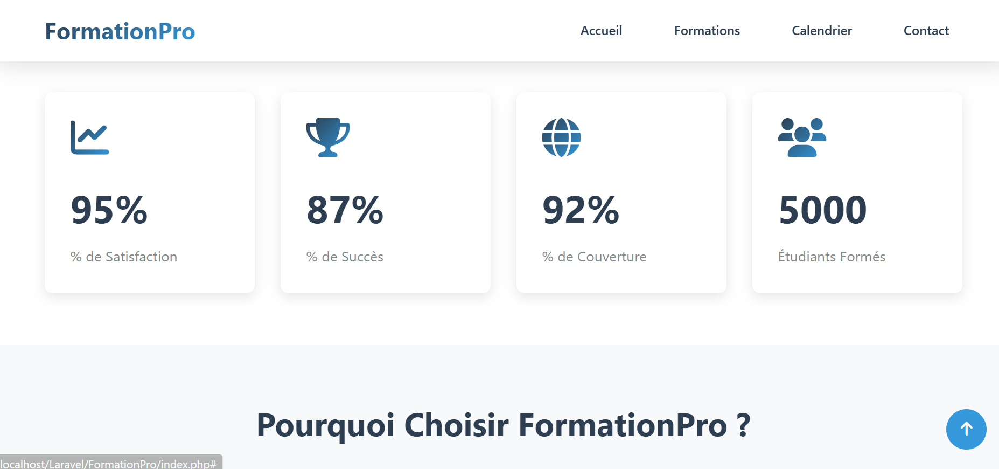 FormationPro
Accueil
Formations
Calendrier
Contact
95%
% de Satisfaction
87%
% de Succès
92%
% de Couverture
5000
Étudiants Formés
Pourquoi Choisir FormationPro ?
localhost/Laravel/FormationPro/index.php#